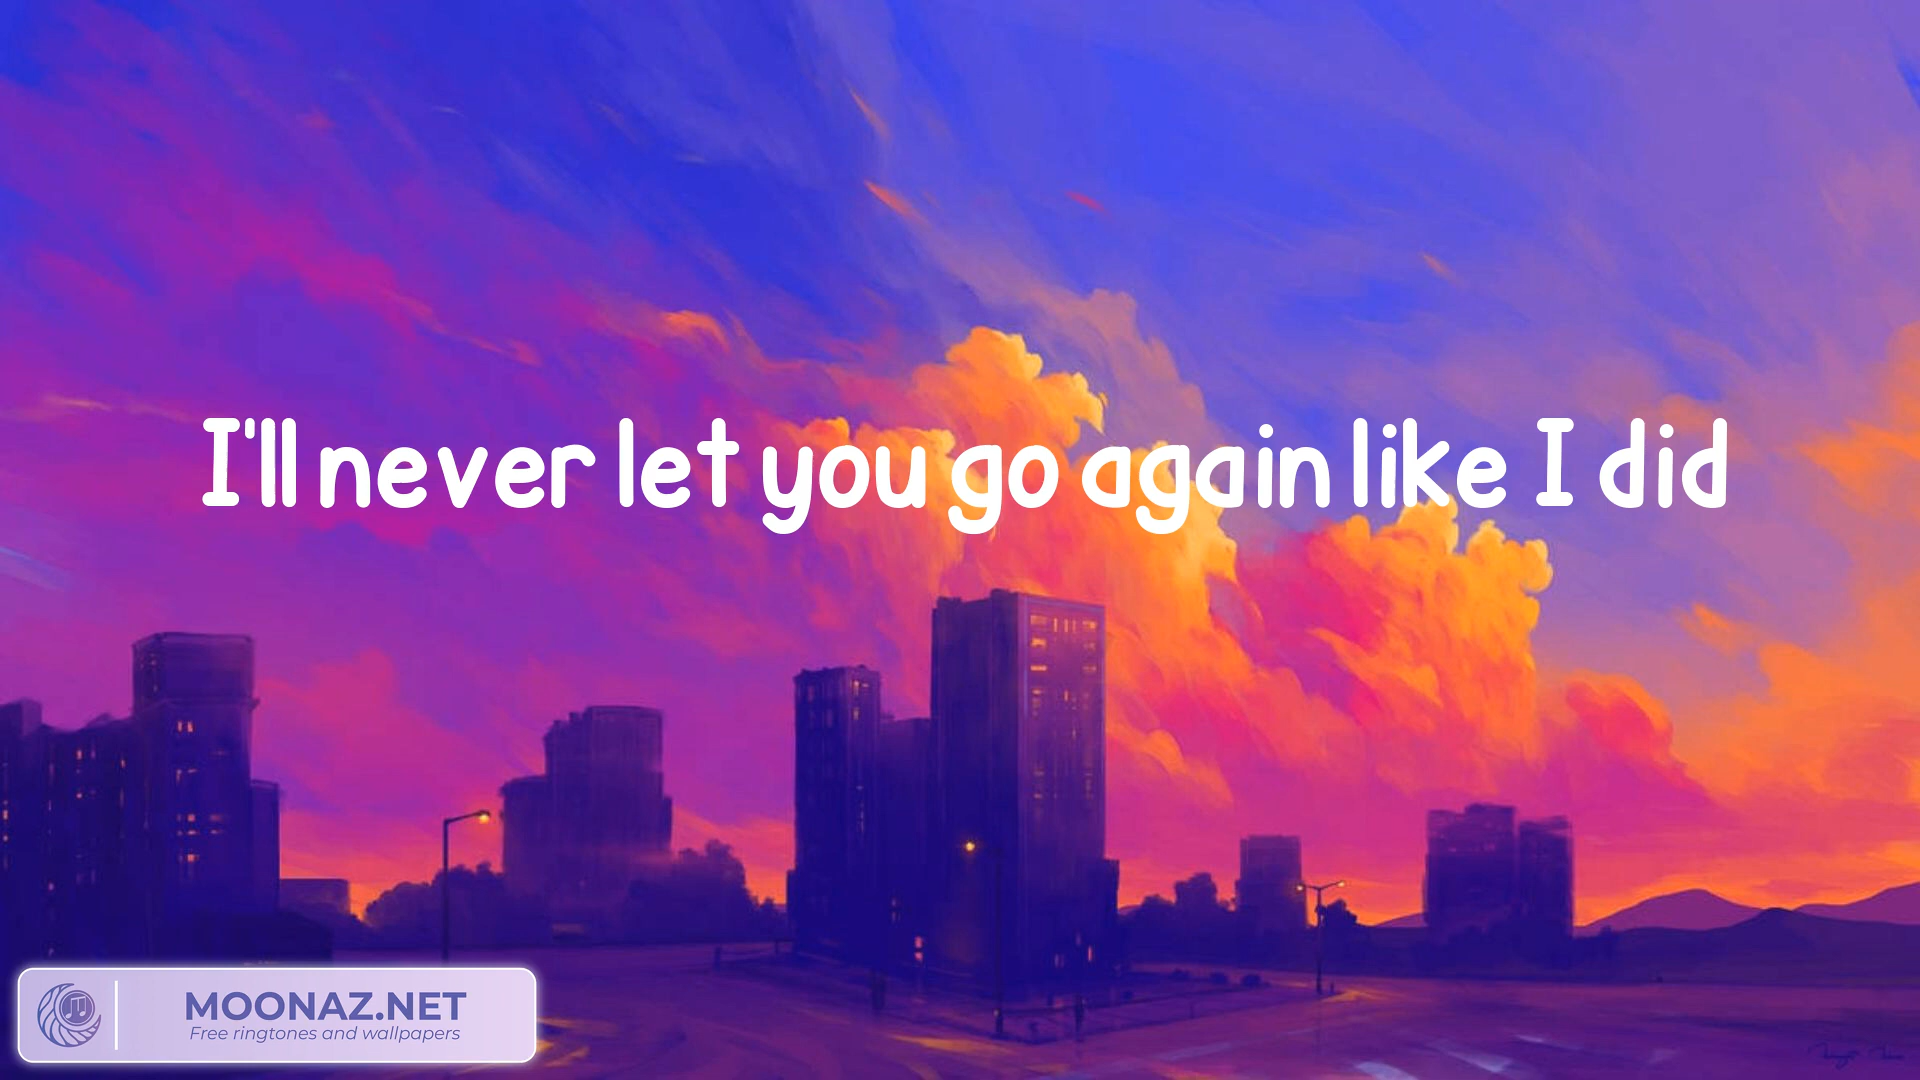 I'll never let you go again like I did
MOONAZ.NET
Free ringtones and wallpapers